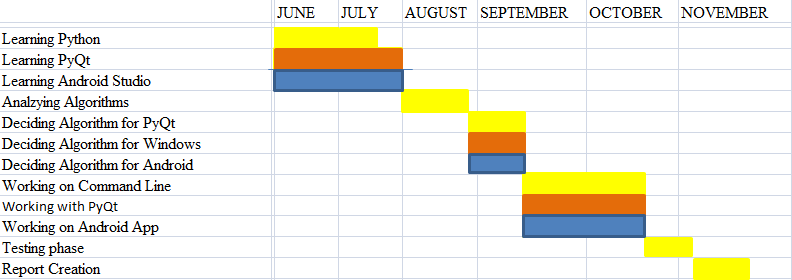 JUNE JULY AUGUST SEPTEMBER OCTOBER NOVEMBER
Learning Python
Learning PyQt
Learning Android Studio
Analzying Algorithms
Deciding Algorithm for PyQt
Deciding Algorithm for Windows
Deciding Algorithm for Android
Working on Command Line
Working with PyQt
Working on Android App
Testing phase
Report Creation